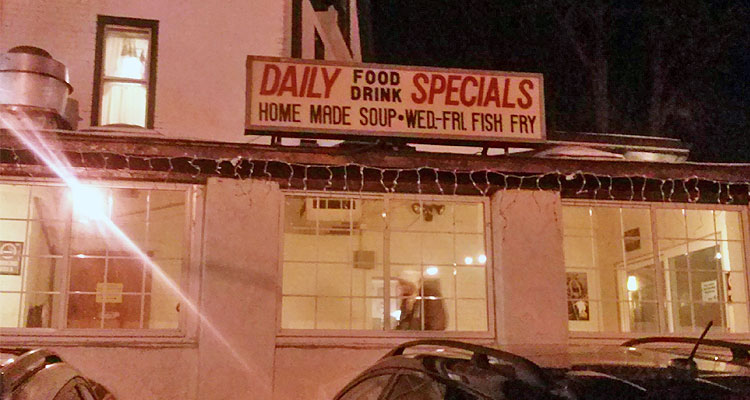 DAILY FOOD DRINK SPECIALS
HOME MADE SOUP•WED.-FRI. FISH FRY